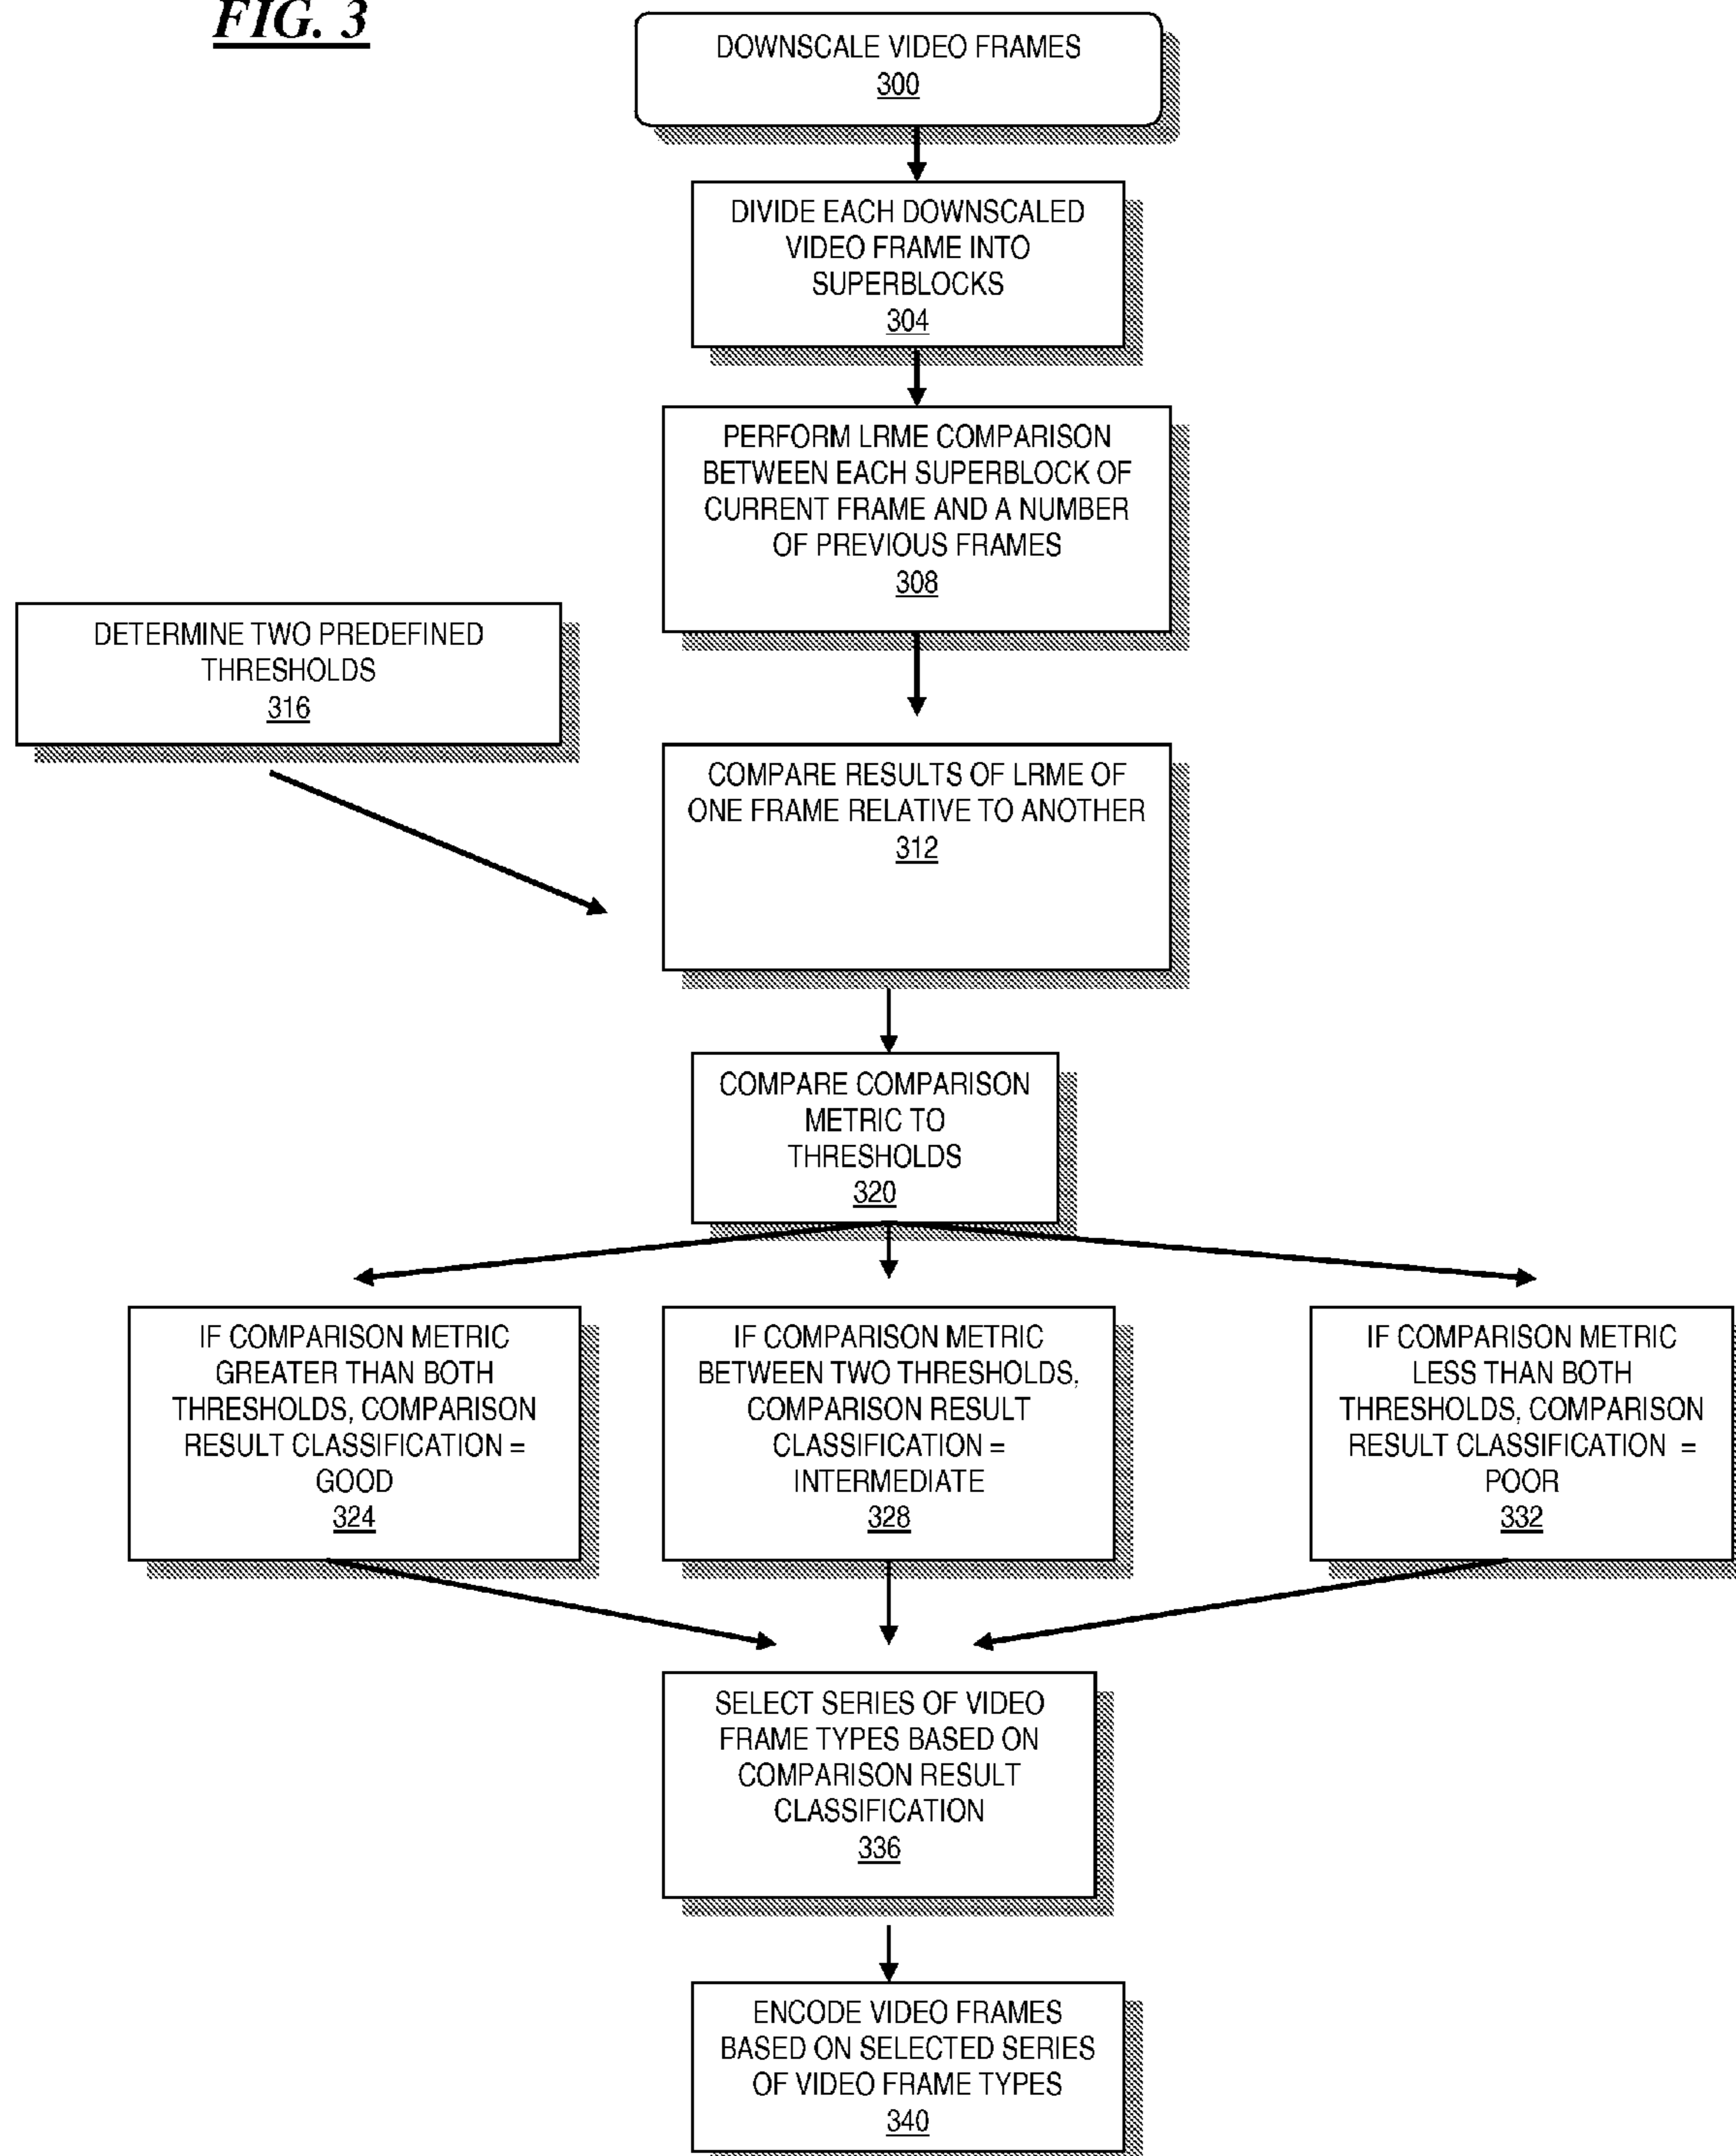 FIG. 3
DOWNSCALE VIDEO FRAMES
300
DIVIDE EACH DOWNSCALED
VIDEO FRAME INTO
SUPERBLOCKS
304
PERFORM LRME COMPARISON
BETWEEN EACH SUPERBLOCK OF
CURRENT FRAME AND A NUMBER
OF PREVIOUS FRAMES
308
DETERMINE TWO PREDEFINED
THRESHOLDS
316
COMPARE RESULTS OF LRME OF
ONE FRAME RELATIVE TO ANOTHER
312
COMPARE COMPARISON
METRIC TO
THRESHOLDS
320
IF COMPARISON METRIC
GREATER THAN BOTH
THRESHOLDS, COMPARISON
RESULT CLASSIFICATION =
GOOD
324
IF COMPARISON METRIC
BETWEEN TWO THRESHOLDS,
COMPARISON RESULT
CLASSIFICATION =
INTERMEDIATE
328
IF COMPARISON METRIC
LESS THAN BOTH
THRESHOLDS, COMPARISON
RESULT CLASSIFICATION =
POOR
332
SELECT SERIES OF VIDEO
FRAME TYPES BASED ON
COMPARISON RESULT
CLASSIFICATION
336
ENCODE VIDEO FRAMES
BASED ON SELECTED SERIES
OF VIDEO FRAME TYPES
340